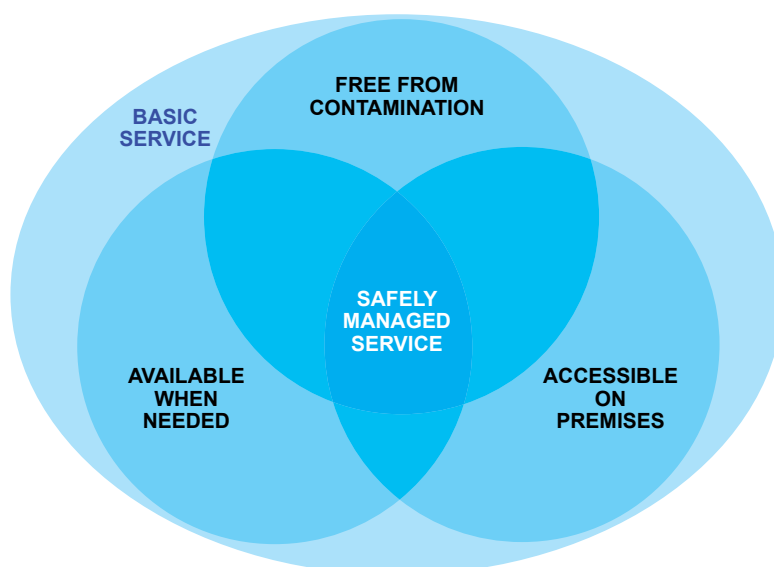 FREE FROM
CONTAMINATION
BASIC
SERVICE
SAFELY
MANAGED
SERVICE
AVAILABLE
WHEN
NEEDED
ACCESSIBLE
ON
PREMISES